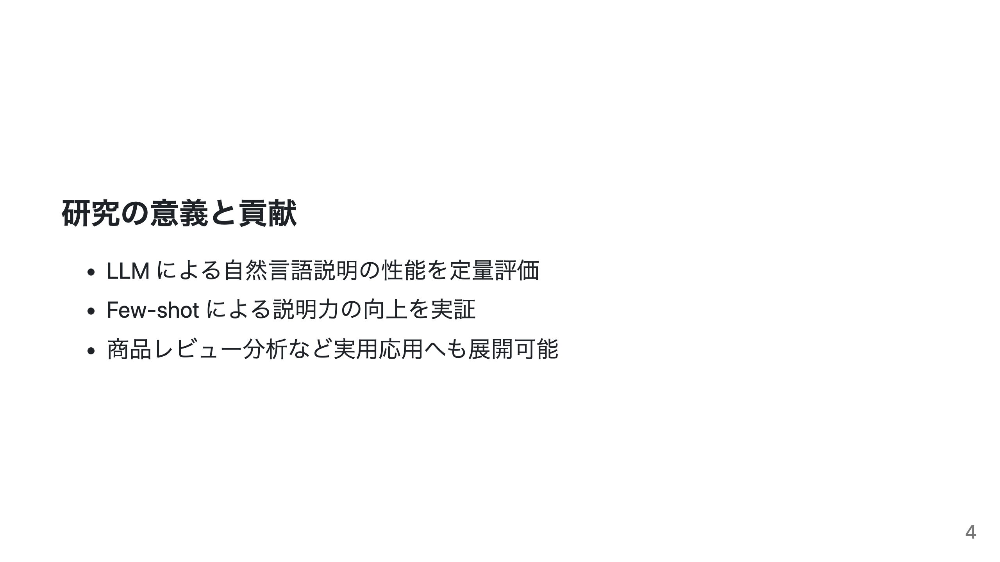 研究の意義と貢献
• LLM による自然言語説明の性能を定量評価
• Few-shot による説明力の向上を実証
• 商品レビュー分析など実用応用へも展開可能
4